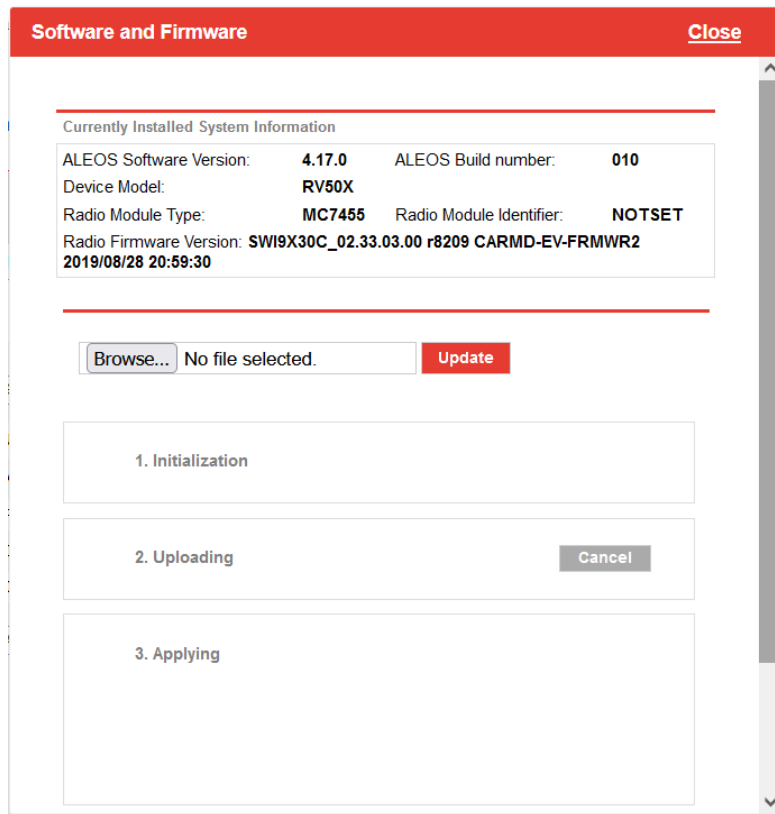 Software and Firmware Close
Currently Installed System Information
ALEOS Software Version: 4.17.0 ALEOS Build number: 010
Device Model: RV50X
Radio Module Type: MC7455 Radio Module Identifier: NOTSET
Radio Firmware Version: SWI9X30C_02.33.03.00 r8209 CARMD-EV-FRMWR2
2019/08/28 20:59:30
Browse... No file selected. Update
1. Initialization
2. Uploading Cancel
3. Applying